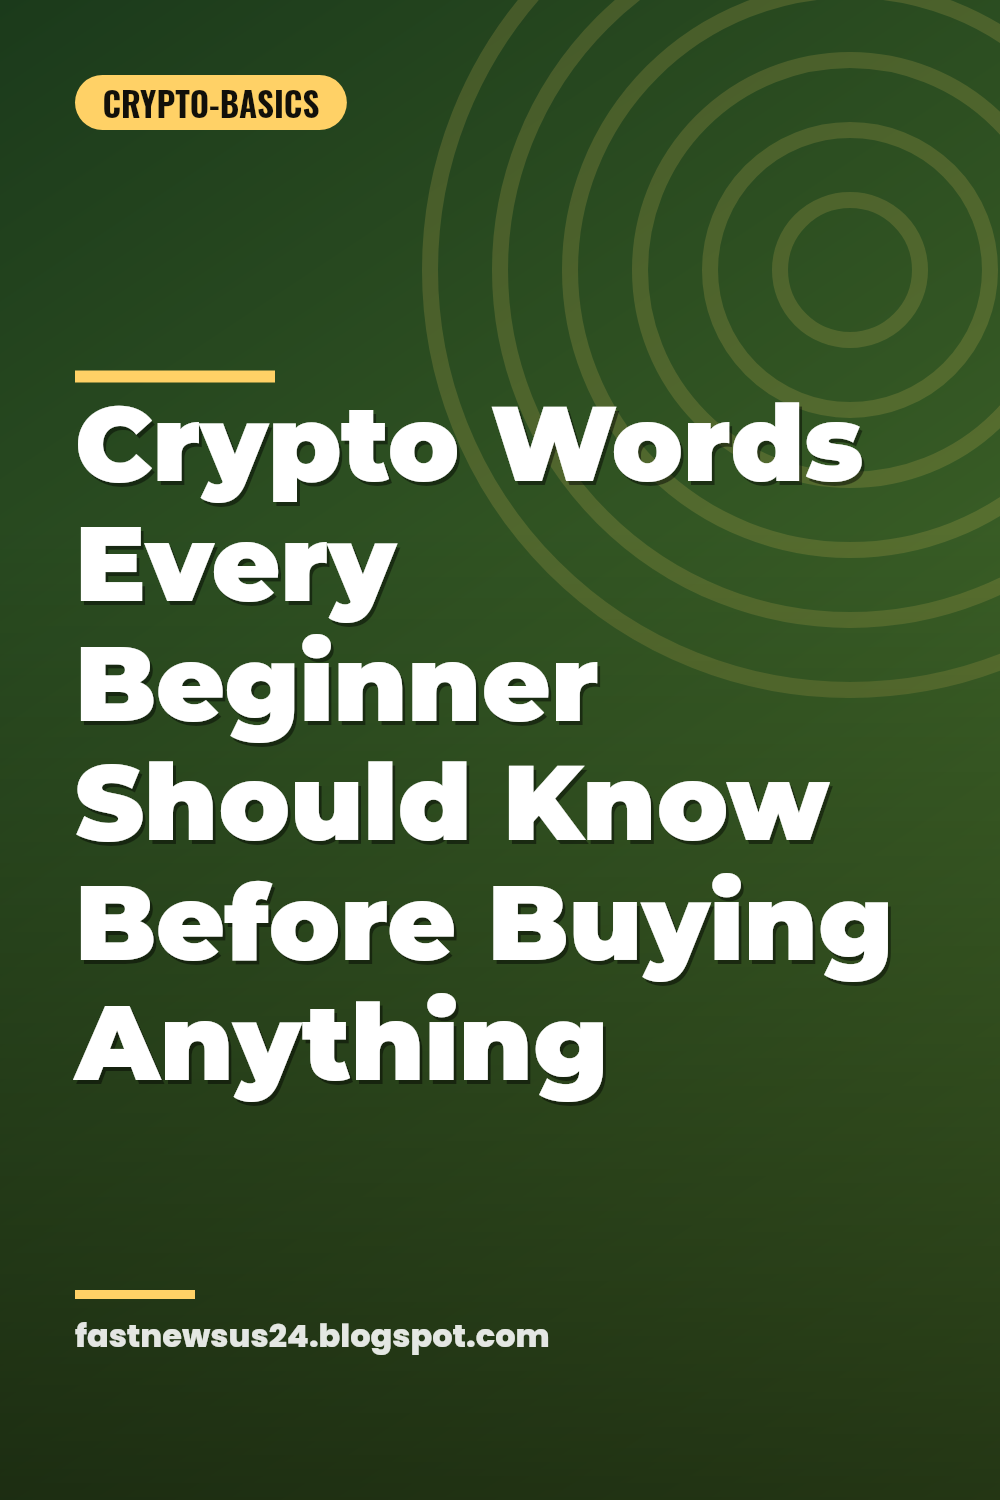 CRYPTO-BASICS
Crypto Words
Every
Beginner
Should Know
Before Buying
Anything
fastnewsus24.blogspot.com